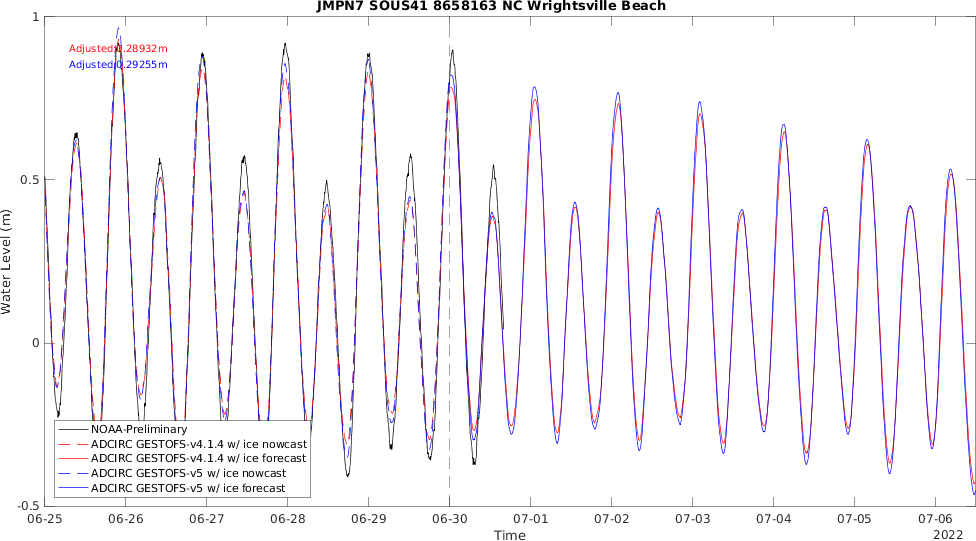 JMPN7 SOUS41 8658163 NC Wrightsville Beach
1
Adjusted:0.28932m
Adjusted:0.29255m
0.5
Water Level (m)
0
NOAA-Preliminary
ADCIRC GESTOFS-v4.1.4 w/ ice nowcast
ADCIRC GESTOFS-v4.1.4 w/ ice forecast
ADCIRC GESTOFS-v5 w/ ice nowcast
ADCIRC GESTOFS-v5 w/ ice forecast
-0.5
06-25 06-26 06-27 06-28 06-29 06-30 07-01 07-02 07-03 07-04 07-05 07-06
Time
2022